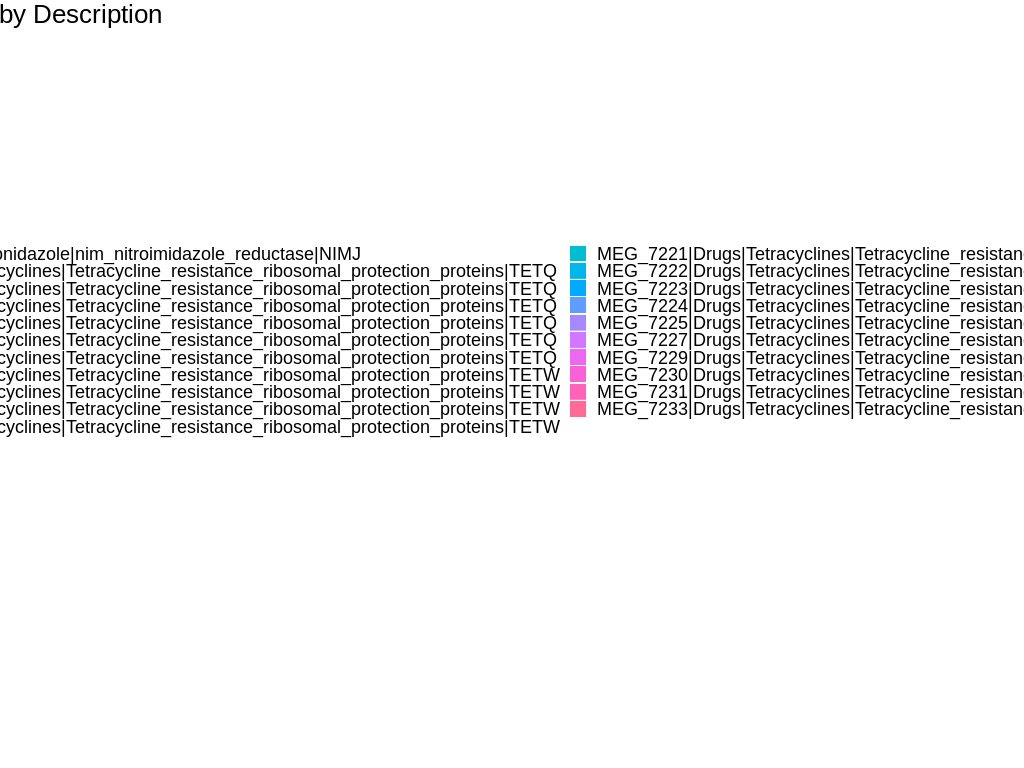 by Description
onidazole|nim_nitroimidazole_reductase|NIMJ
cyclines|Tetracycline_resistance_ribosomal_protection_proteins|TETQ
cyclines|Tetracycline_resistance_ribosomal_protection_proteins|TETQ
cyclines|Tetracycline_resistance_ribosomal_protection_proteins|TETQ
cyclines|Tetracycline_resistance_ribosomal_protection_proteins|TETQ
cyclines|Tetracycline_resistance_ribosomal_protection_proteins|TETQ
cyclines|Tetracycline_resistance_ribosomal_protection_proteins|TETQ
cyclines|Tetracycline_resistance_ribosomal_protection_proteins|TETW
cyclines|Tetracycline_resistance_ribosomal_protection_proteins|TETW
cyclines|Tetracycline_resistance_ribosomal_protection_proteins|TETW
cyclines|Tetracycline_resistance_ribosomal_protection_proteins|TETW
MEG_7221|Drugs|Tetracyclines|Tetracycline_resistan
MEG_7222|Drugs|Tetracyclines|Tetracycline_resistan
MEG_7223|Drugs|Tetracyclines|Tetracycline_resistan
MEG_7224|Drugs|Tetracyclines|Tetracycline_resistan
MEG_7225|Drugs|Tetracyclines|Tetracycline_resistan
MEG_7227|Drugs|Tetracyclines|Tetracycline_resistan
MEG_7229|Drugs|Tetracyclines|Tetracycline_resistan
MEG_7230|Drugs|Tetracyclines|Tetracycline_resistan
MEG_7231|Drugs|Tetracyclines|Tetracycline_resistan
MEG_7233|Drugs|Tetracyclines|Tetracycline_resistan